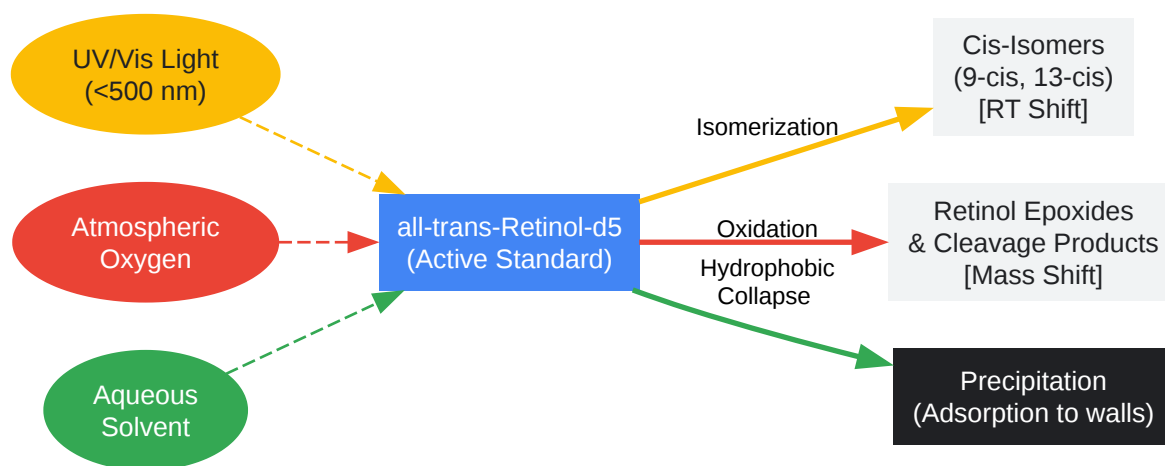 UV/Vis Light
(<500 nm)
Atmospheric
Oxygen
Aqueous
Solvent
all-trans-Retinol-d5
(Active Standard)
Isomerization
Oxidation
Hydrophobic
Collapse
Cis-Isomers
(9-cis, 13-cis)
[RT Shift]
Retinol Epoxides
& Cleavage Products
[Mass Shift]
Precipitation
(Adsorption to walls)